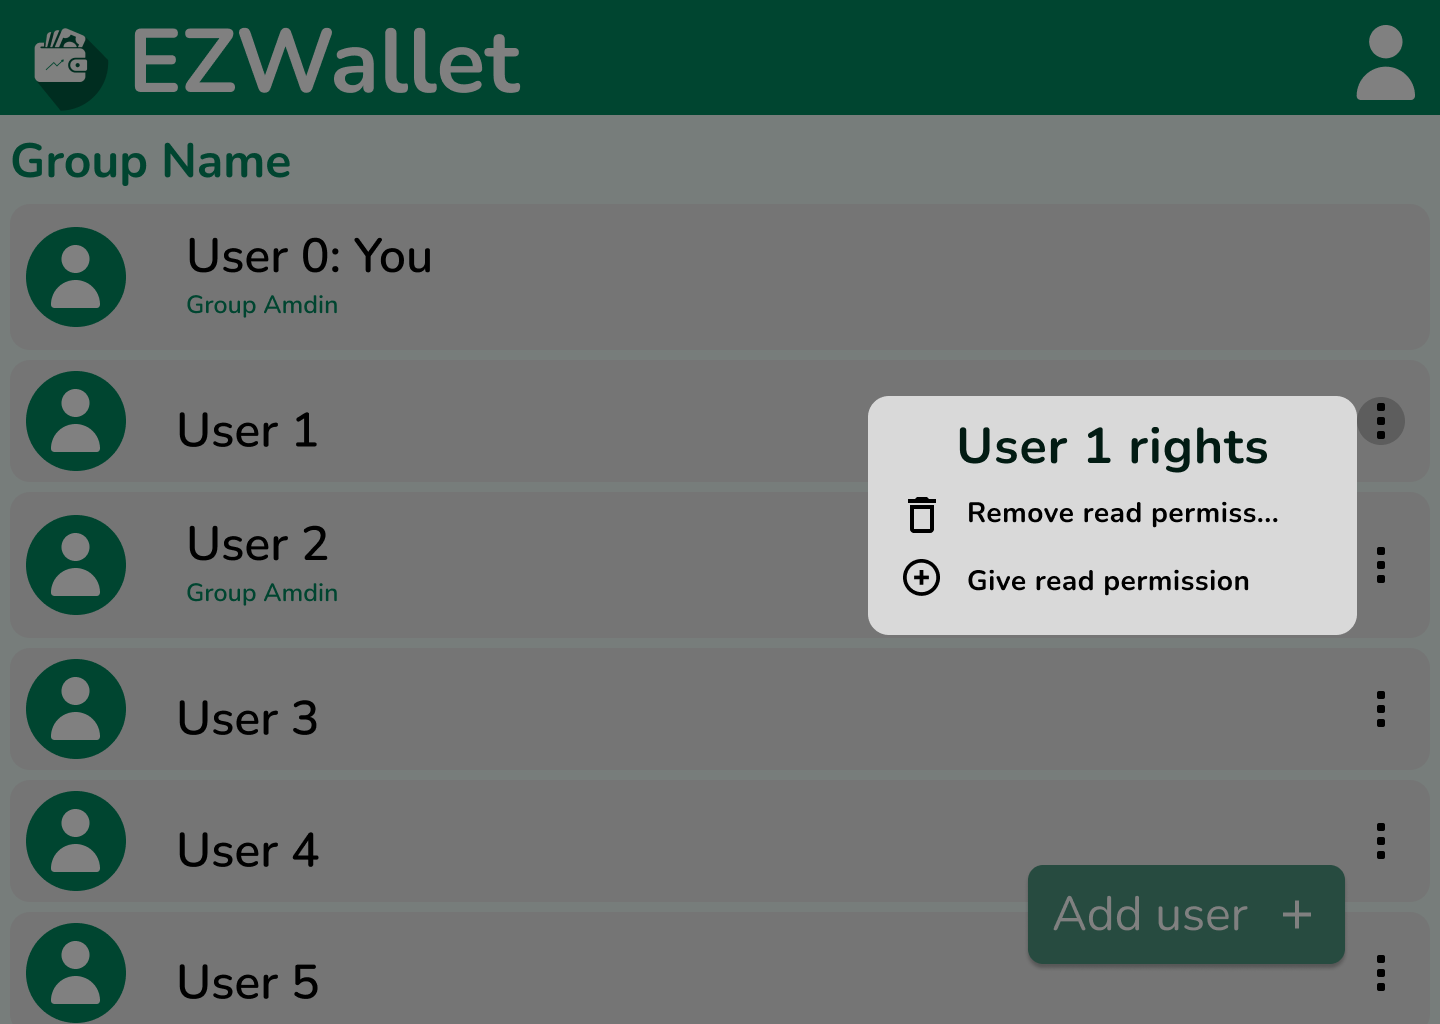 EZWallet
Group Name
User 0: You
Group Amdin
User 1
User 1 rights
Remove read permiss...
Give read permission
User 2
Group Amdin
User 3
User 4
Add user +
User 5